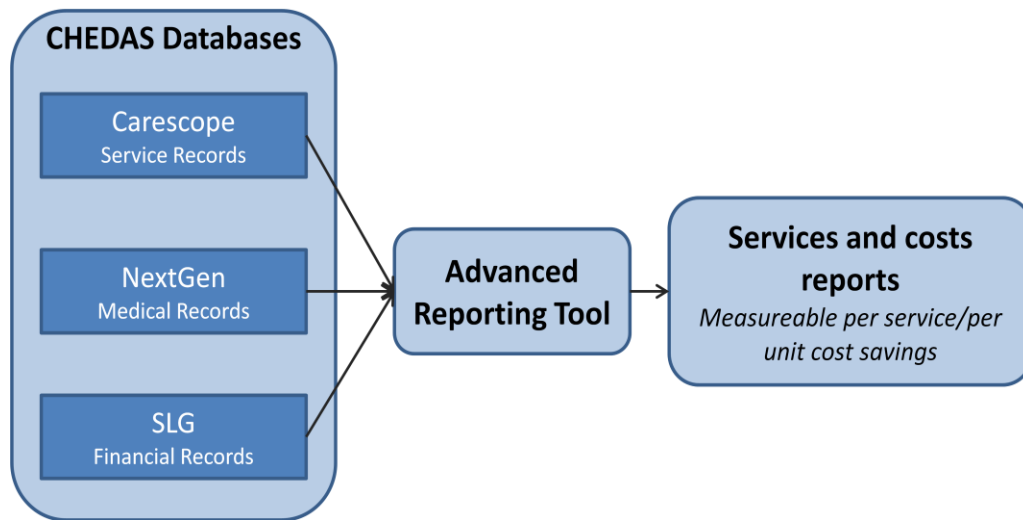 CHEDAS Databases
Carescope
Service Records
NextGen
Medical Records
SLG
Financial Records
Advanced
Reporting Tool
Services and costs
reports
Measureable per service/per
unit cost savings